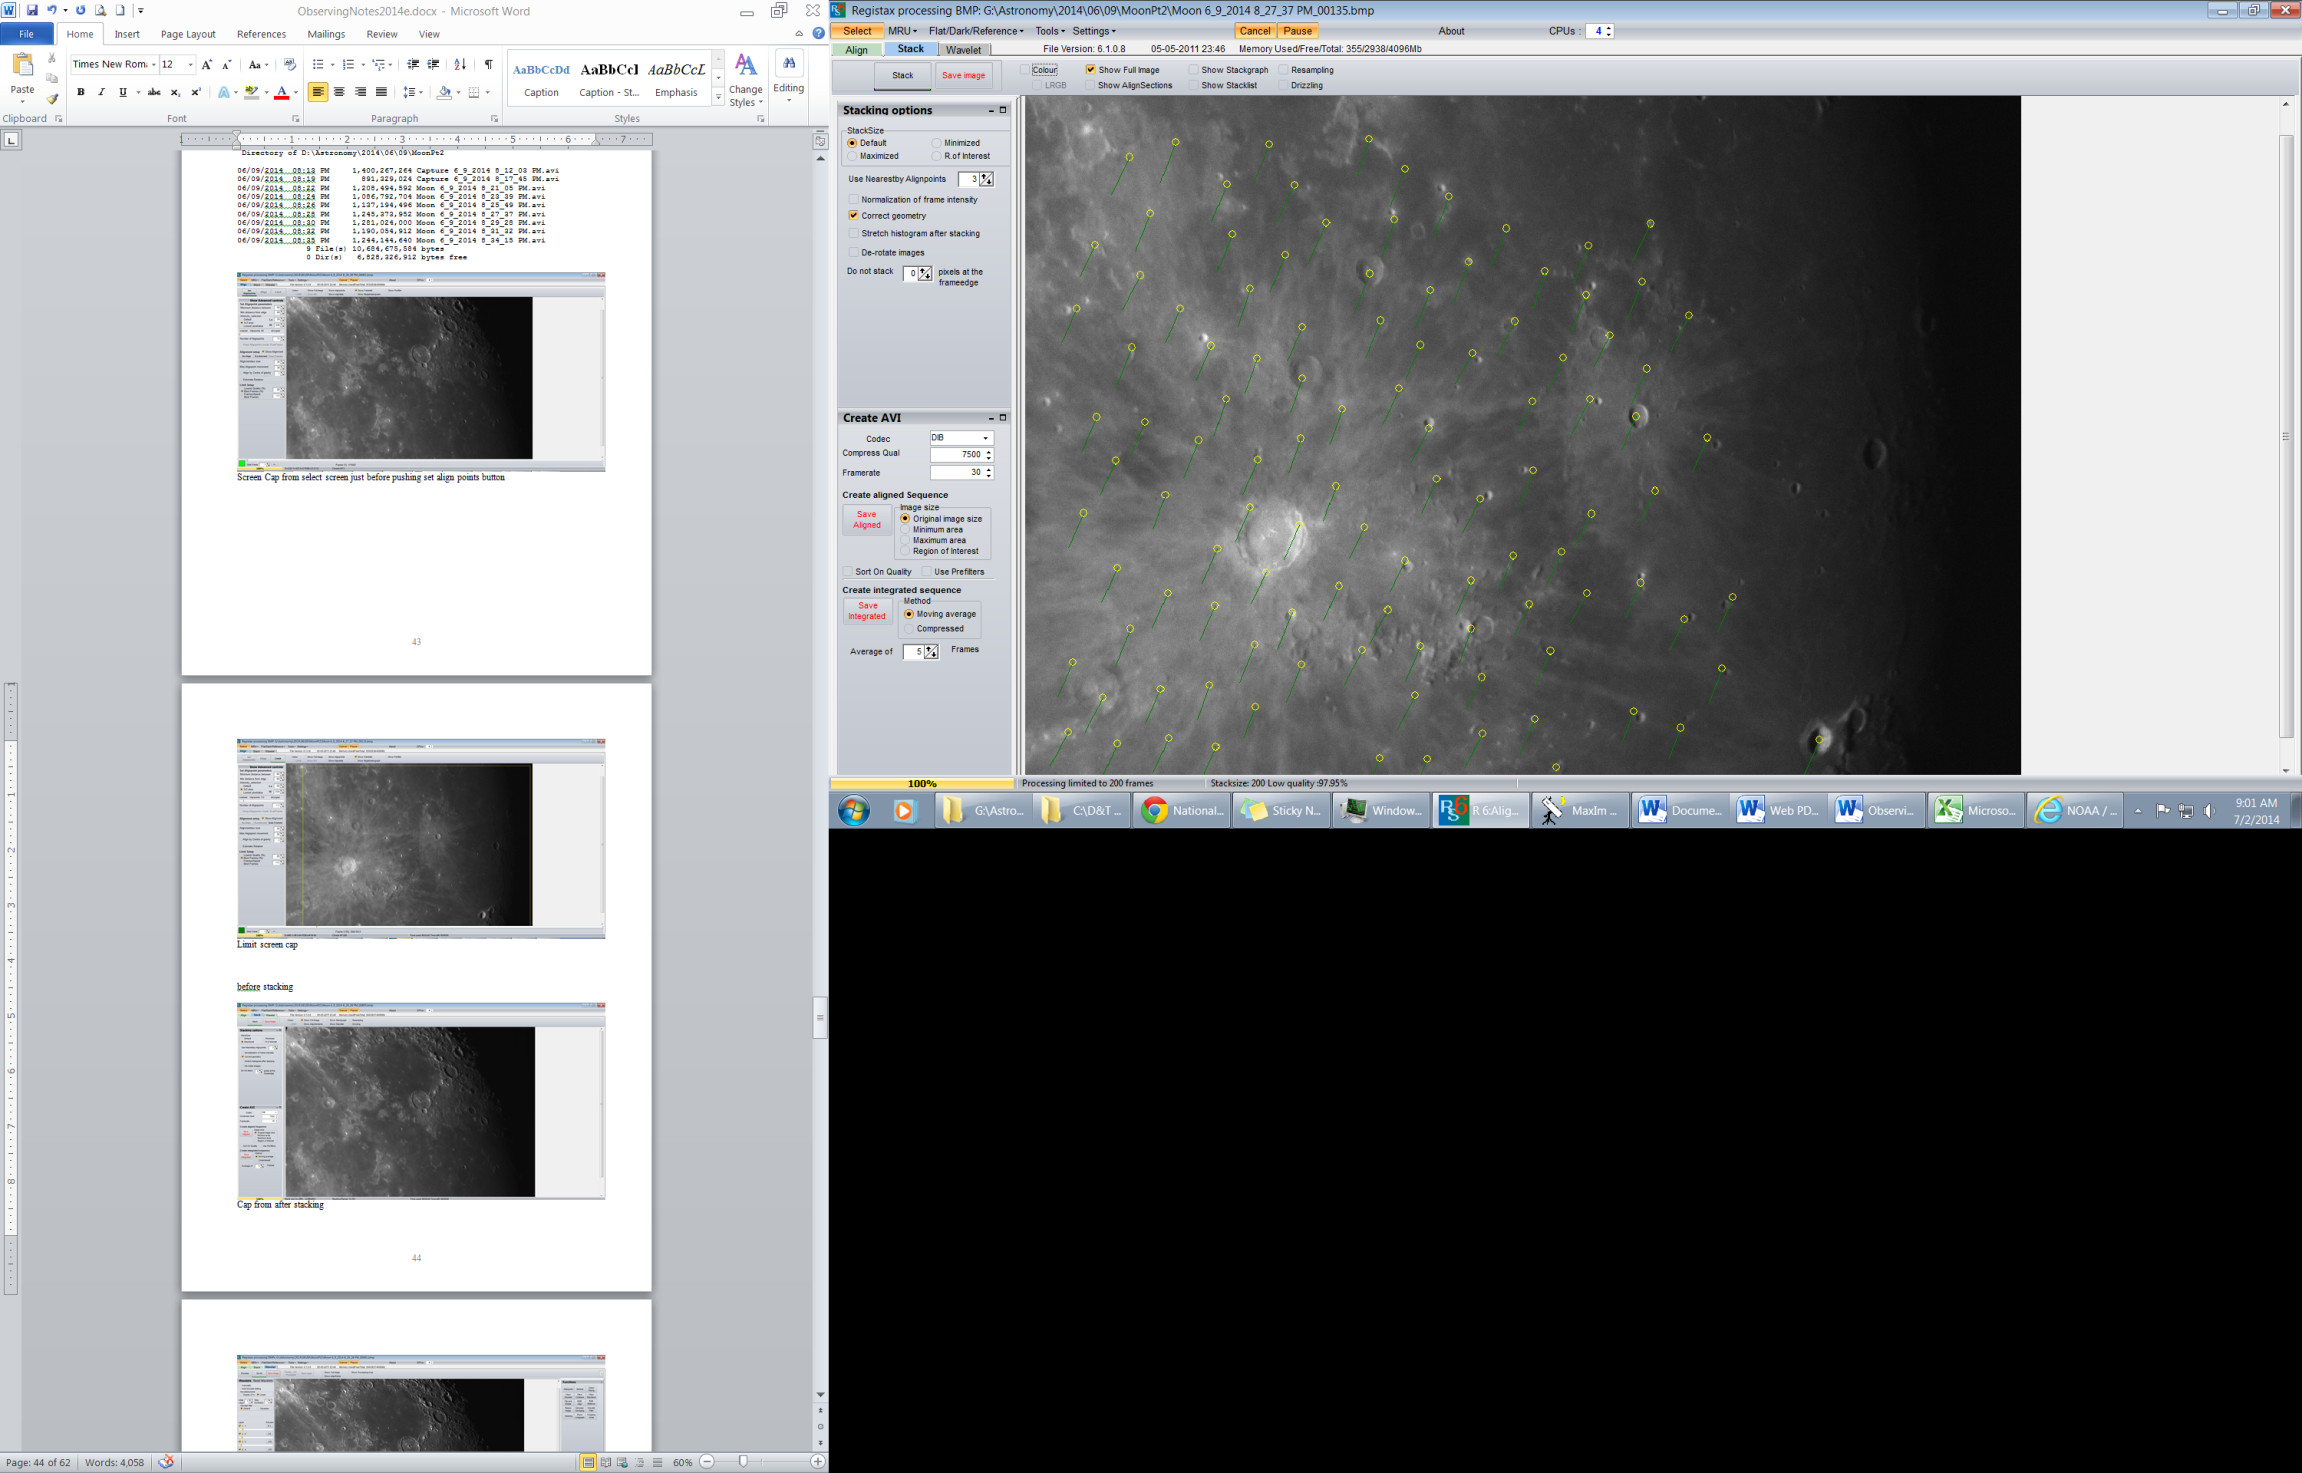 ObservingNotes2014e.docx - Microsoft Word
File Home Insert Page Layout References Mailings Review View
Times New Rom 12
Paste
AaBbCcDd AaBbCcI AaBbCcL
Caption Caption - St... Emphasis
Change Styles
Editing
Clipboard Font Paragraph Styles
Directory of D:\Astronomy\2014\06\09\MoonPt2
06/09/2014 08:13 PM 1,400,267,264 Capture 6_9_2014 8_12_03 PM.avi
06/09/2014 08:19 PM 891,329,024 Capture 6_9_2014 8_17_45 PM.avi
06/09/2014 08:22 PM 1,208,494,592 Moon 6_9_2014 8_21_05 PM.avi
06/09/2014 08:24 PM 1,086,792,704 Moon 6_9_2014 8_23_39 PM.avi
06/09/2014 08:26 PM 1,137,194,496 Moon 6_9_2014 8_25_49 PM.avi
06/09/2014 08:28 PM 1,245,373,952 Moon 6_9_2014 8_27_37 PM.avi
06/09/2014 08:30 PM 1,281,024,000 Moon 6_9_2014 8_29_28 PM.avi
06/09/2014 08:32 PM 1,190,054,912 Moon 6_9_2014 8_31_32 PM.avi
06/09/2014 08:35 PM 1,244,144,640 Moon 6_9_2014 8_34_15 PM.avi
9 File(s) 10,684,675,584 bytes
0 Dir(s) 6,528,326,912 bytes free
Screen Cap from select screen just before pushing set align points button
43
Limit screen cap
before stacking
Cap from after stacking
44
Page: 44 of 62 Words: 4,058 60%
Registax processing BMP: G:\Astronomy\2014\06\09\MoonPt2\Moon 6_9_2014 8_27_37 PM_00135.bmp
Select MRU Flat/Dark/Reference Tools Settings Cancel Pause About CPUs : 4
Align Stack Wavelet File Version: 6.1.0.8 05-05-2011 23:46 Memory Used/Free/Total: 355/2938/4096Mb
Stack Save image
Colour Show Full Image Show Stackgraph Resampling
LRGB Show AlignSections Show Stacklist Drizzling
Stacking options
StackSize
Default Minimized
Maximized R.of Interest
Use Nearestby Alignpoints 3
Normalization of frame intensity
Correct geometry
Stretch histogram after stacking
De-rotate images
Do not stack 0 pixels at the frameedge
Create AVI
Codec DIB
Compress Qual 7500
Framerate 30
Create aligned Sequence
Save Aligned
Image size
Original image size
Minimum area
Maximum area
Region of Interest
Sort On Quality Use Prefilters
Create integrated sequence
Save Integrated
Method
Moving average
Compressed
Average of 5 Frames
100% Processing limited to 200 frames Stacksize: 200 Low quality :97.95%
G:\Astro... C:\D&T ... National... Sticky N... Window... R 6:Alig... MaxIm ... Docume... Web PD... Observi... Microso... NOAA / ...
9:01 AM
7/2/2014